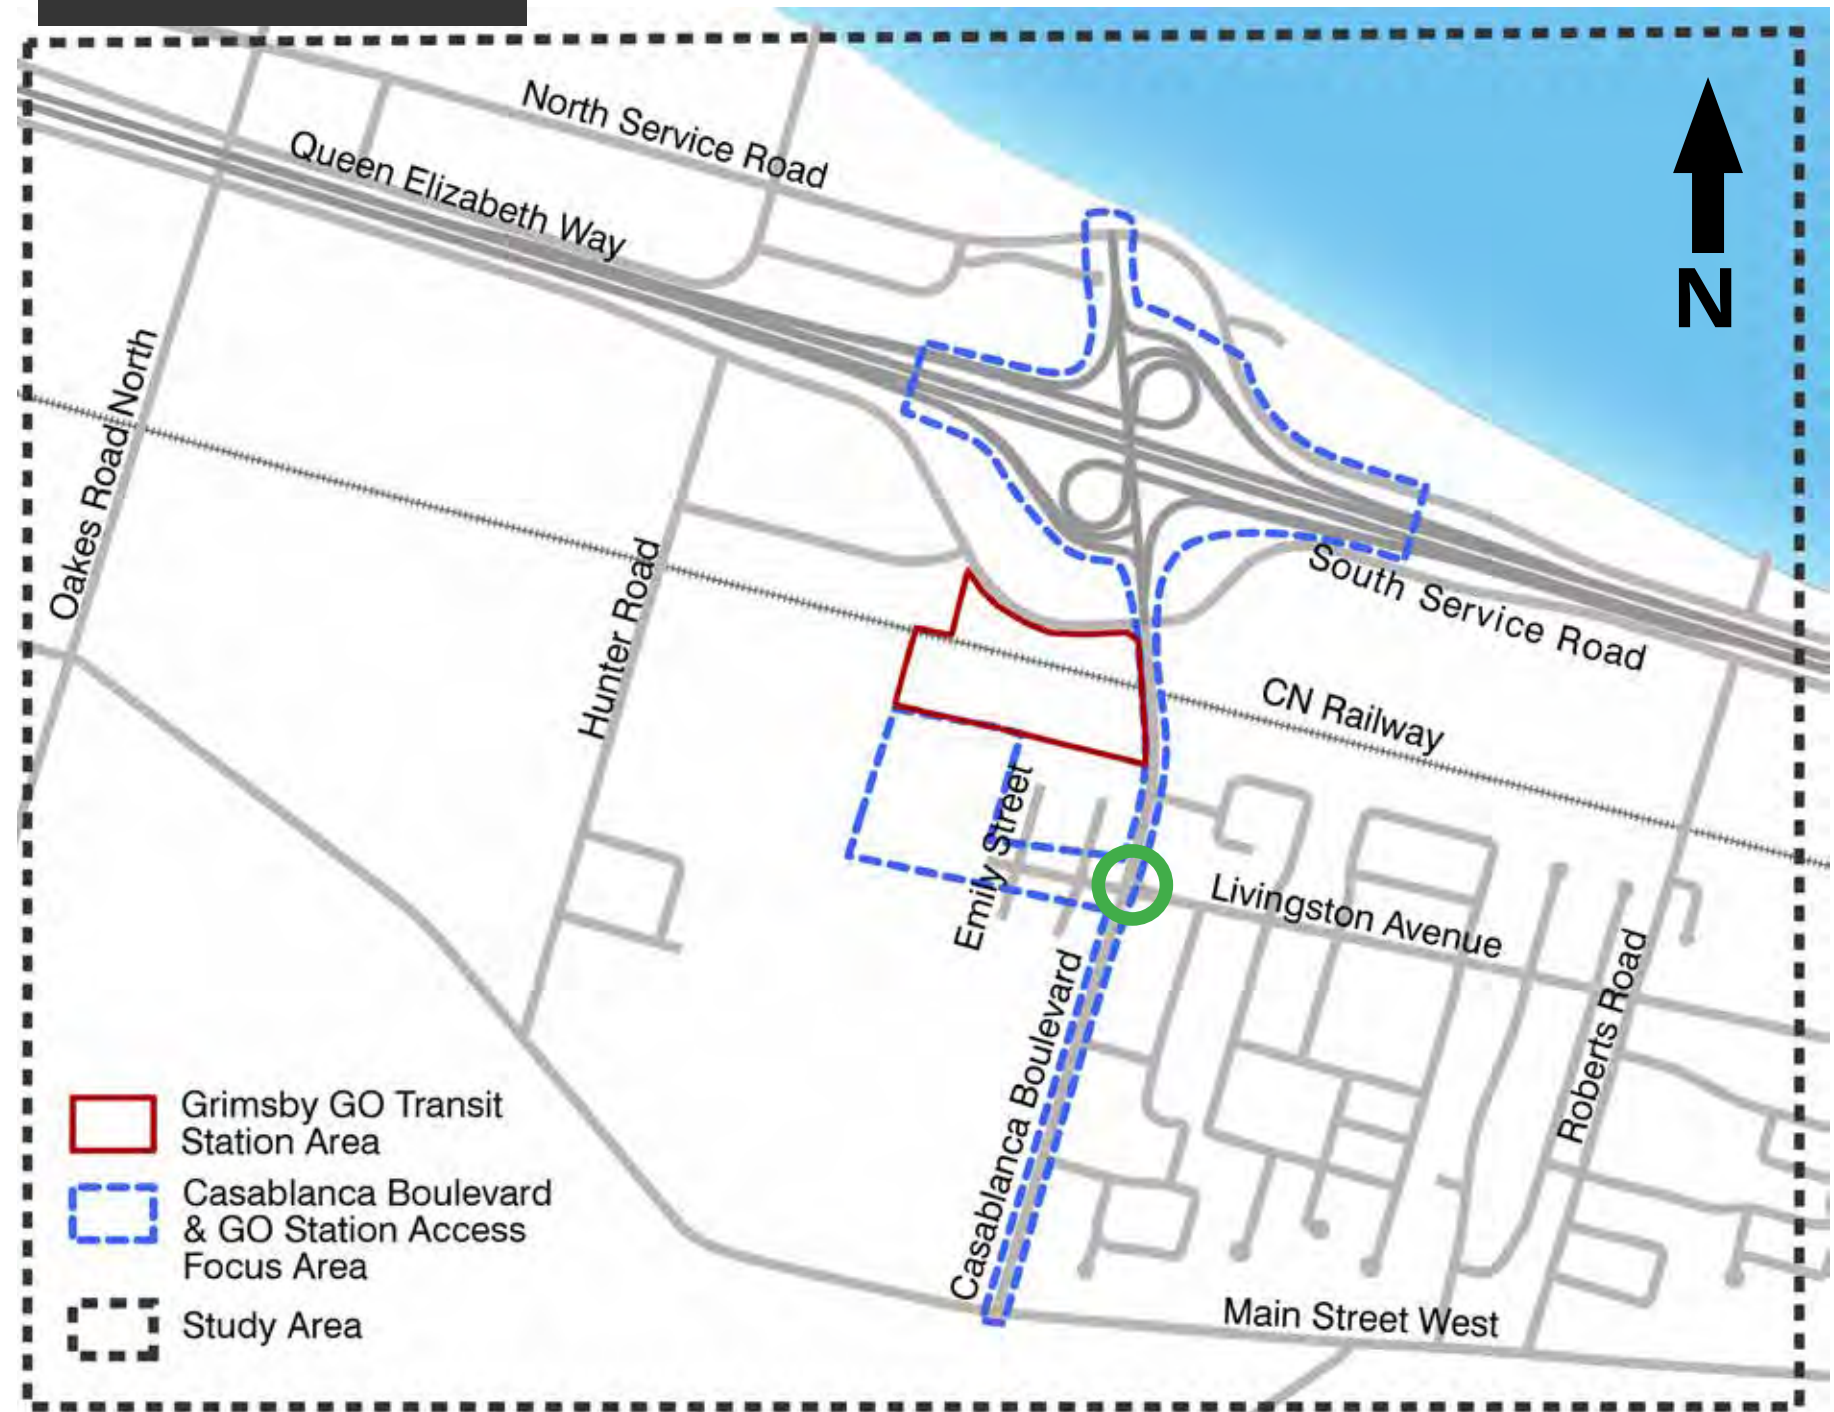 North Service Road
Queen Elizabeth Way
N
Oakes Road North
Hunter Road
South Service Road
CN Railway
Emily Street
Livingston Avenue
Casablanca Boulevard
Roberts Road
Main Street West
Grimsby GO Transit
Station Area
Casablanca Boulevard
& GO Station Access
Focus Area
Study Area